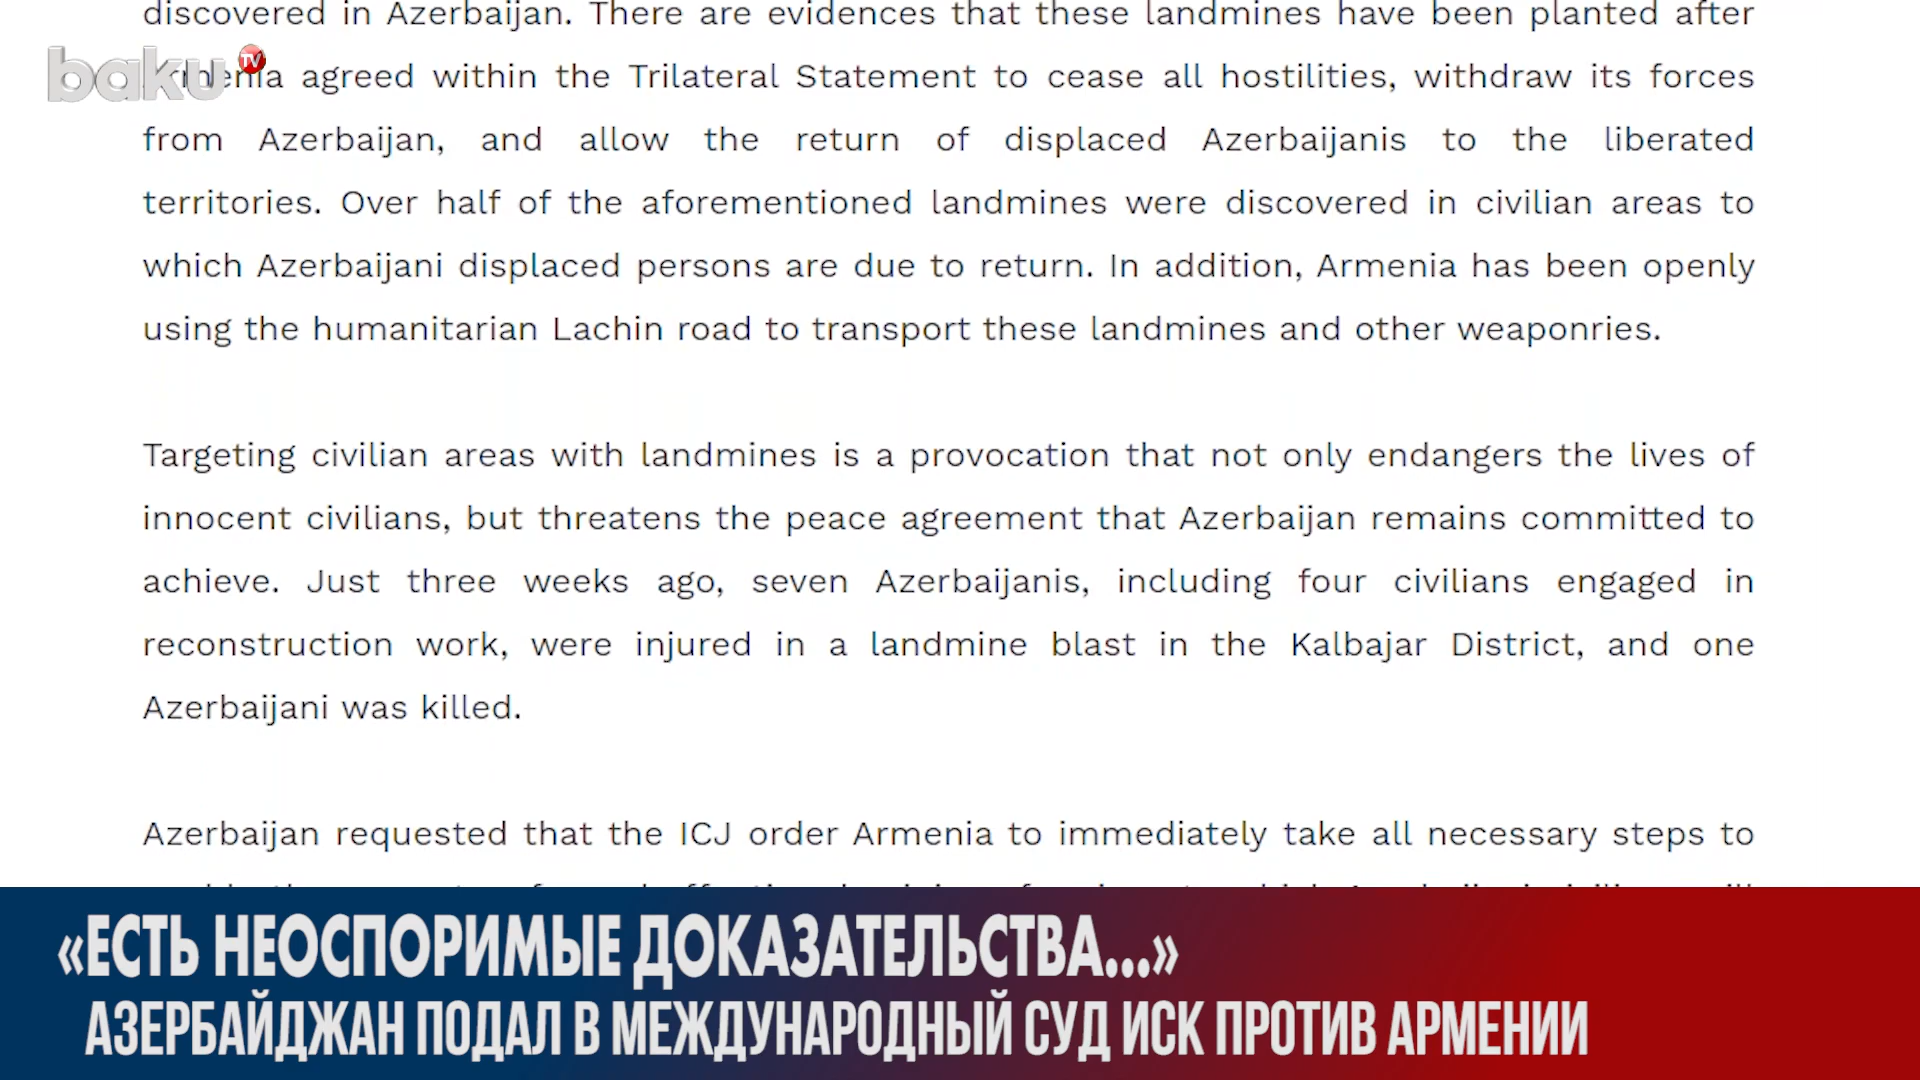 discovered in Azerbaijan. There are evidences that these landmines have been planted after
baku TV
Armenia agreed within the Trilateral Statement to cease all hostilities, withdraw its forces
from Azerbaijan, and allow the return of displaced Azerbaijanis to the liberated
territories. Over half of the aforementioned landmines were discovered in civilian areas to
which Azerbaijani displaced persons are due to return. In addition, Armenia has been openly
using the humanitarian Lachin road to transport these landmines and other weaponries.
Targeting civilian areas with landmines is a provocation that not only endangers the lives of
innocent civilians, but threatens the peace agreement that Azerbaijan remains committed to
achieve. Just three weeks ago, seven Azerbaijanis, including four civilians engaged in
reconstruction work, were injured in a landmine blast in the Kalbajar District, and one
Azerbaijani was killed.
Azerbaijan requested that the ICJ order Armenia to immediately take all necessary steps to
«ЕСТЬ НЕОСПОРИМЫЕ ДОКАЗАТЕЛЬСТВА...»
АЗЕРБАЙДЖАН ПОДАЛ В МЕЖДУНАРОДНЫЙ СУД ИСК ПРОТИВ АРМЕНИИ